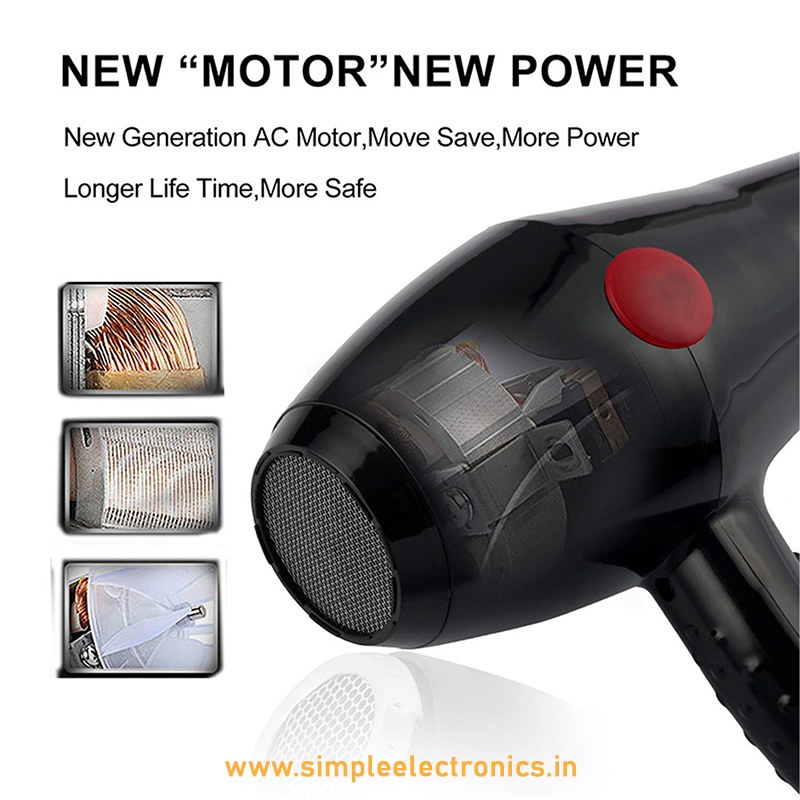 NEW “MOTOR”NEW POWER
New Generation AC Motor,Move Save,More Power
Longer Life Time,More Safe
www.simpleelectronics.in